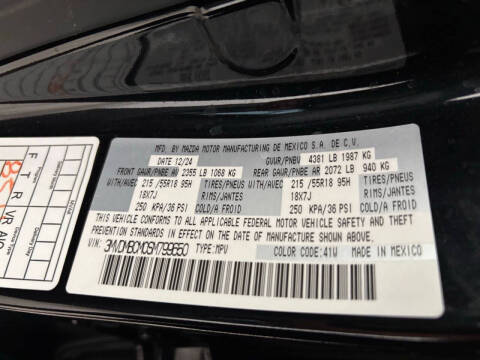 MFD. BY MAZDA MOTOR MANUFACTURING DE MEXICO S.A. DE C.V.
DATE 12/24 GVWR/PNBV 4381 LB 1987 KG
FRONT GAWR/PNBE AV 2355 LB 1068 KG REAR GAWR/PNBE AR 2072 LB 940 KG
WITH/AVEC 215 /55R18 95H TIRES/PNEUS WITH/AVEC 215 /55R18 95H TIRES/PNEUS
18X7J RIMS/JANTES 18X7J RIMS/JANTES
250 KPA/36 PSI COLD/A FROID 250 KPA/36 PSI COLD/A FROID
THIS VEHICLE CONFORMS TO ALL APPLICABLE FEDERAL MOTOR VEHICLE SAFETY AND THEFT
PREVENTION STANDARDS IN EFFECT ON THE DATE OF MANUFACTURE SHOWN ABOVE.
VIN: TYPE: MPV COLOR CODE: 41W MADE IN MEXICO
F T R VR